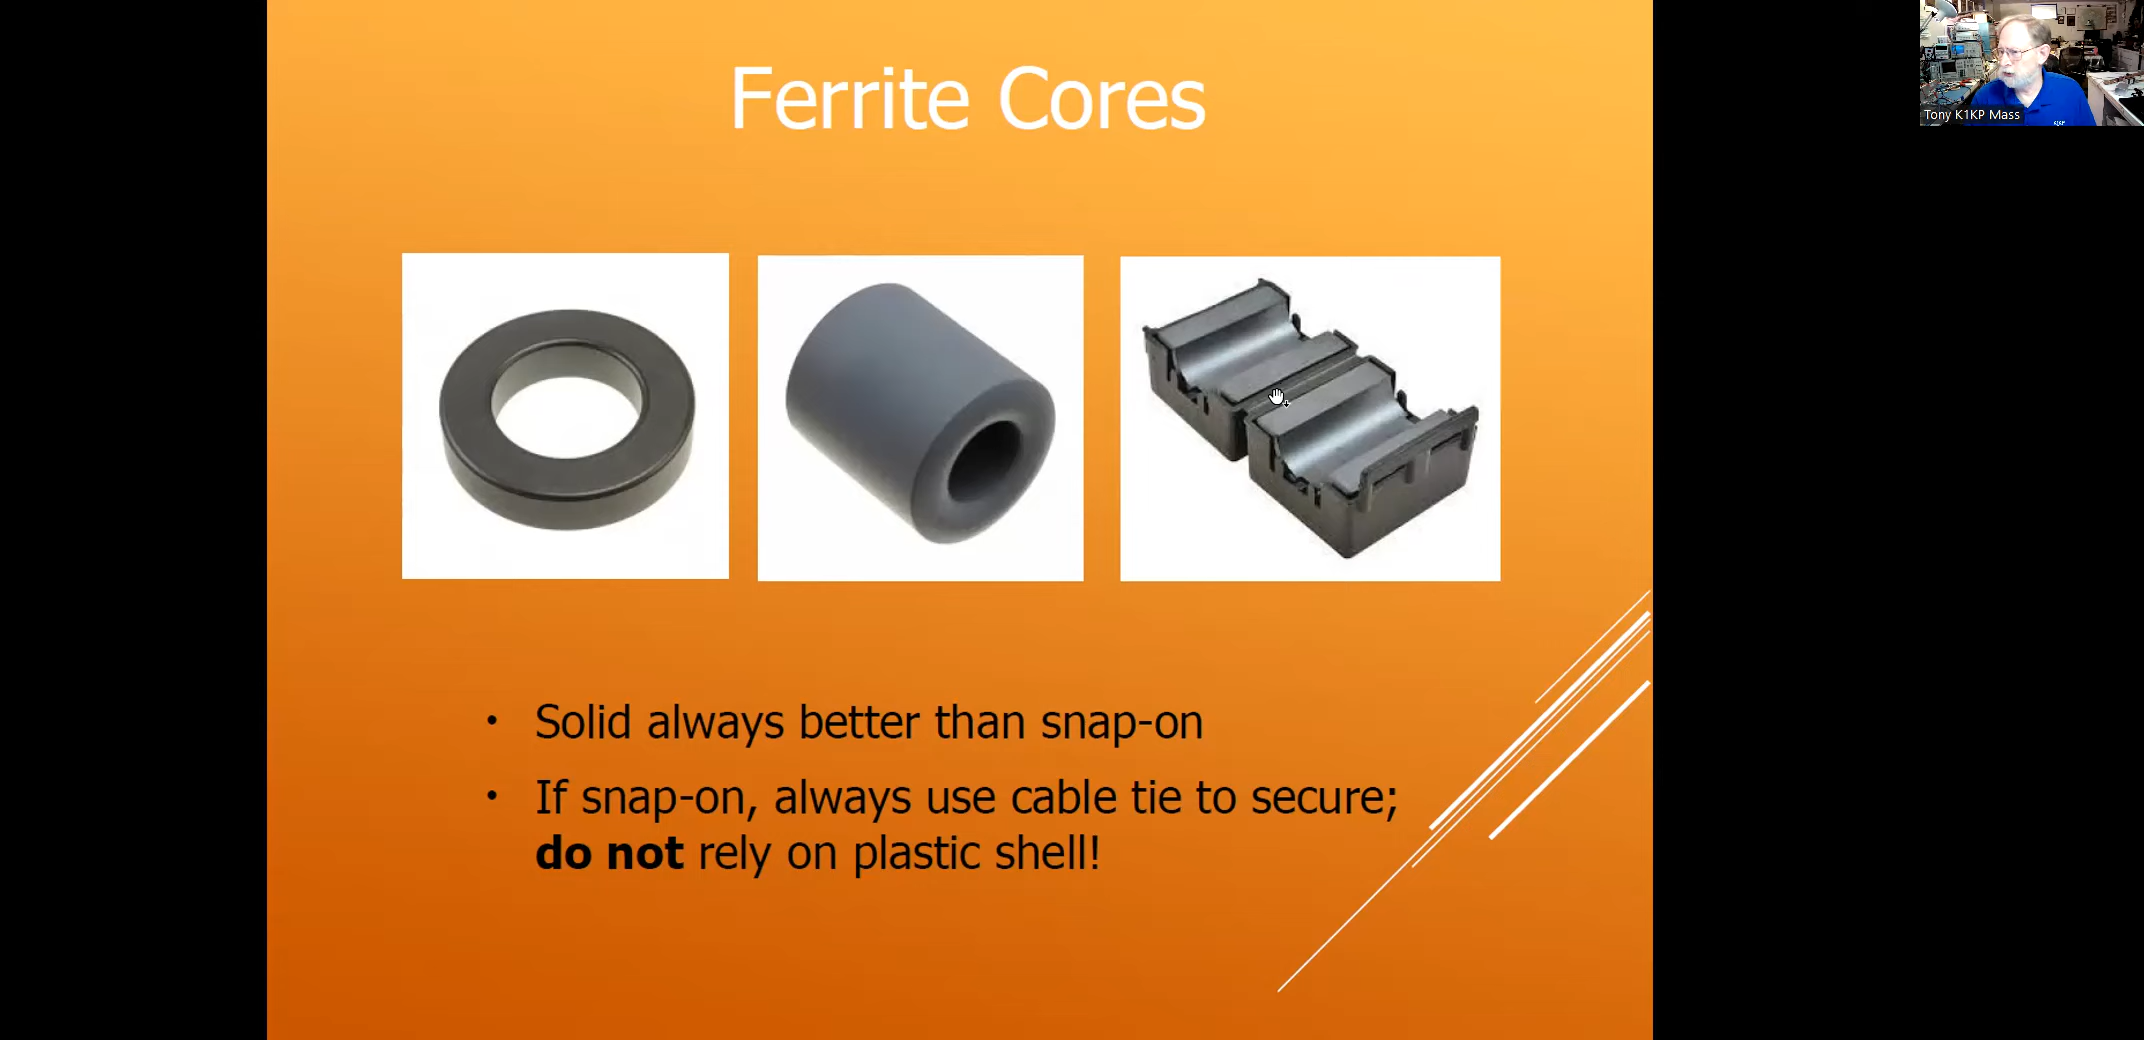 Ferrite Cores
Tony K1KP Mass
• Solid always better than snap-on
• If snap-on, always use cable tie to secure;
do not rely on plastic shell!